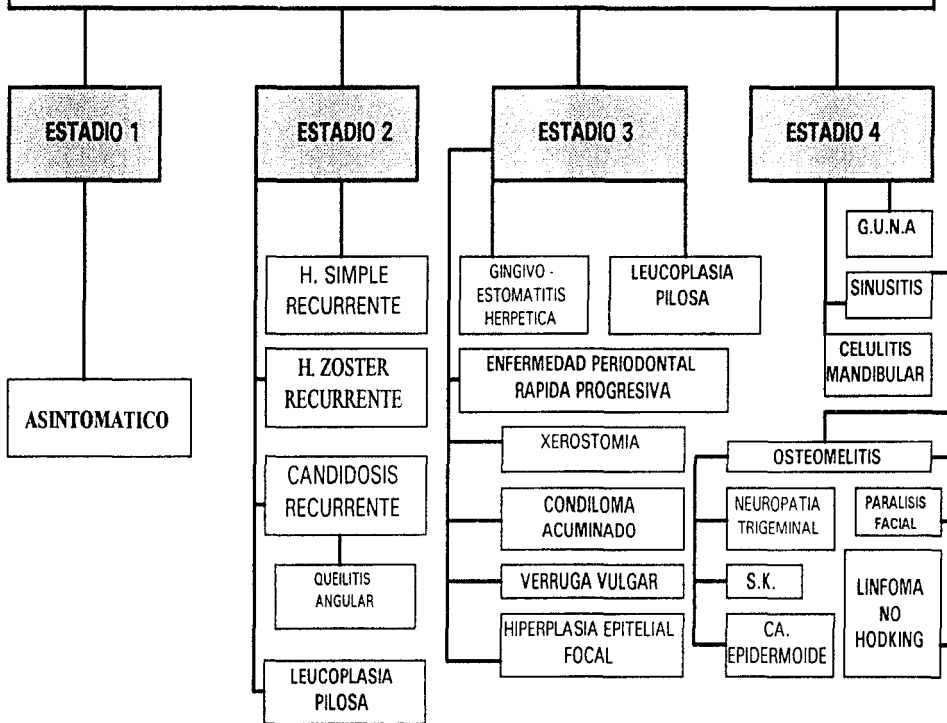 ESTADIO 1
ESTADIO 2
ESTADIO 3
ESTADIO 4
ASINTOMATICO
H. SIMPLE
RECURRENTE
H. ZOSTER
RECURRENTE
CANDIDOSIS
RECURRENTE
QUEILITIS
ANGULAR
LEUCOPLASIA
PILOSA
GINGIVO -
ESTOMATITIS
HERPETICA
LEUCOPLASIA
PILOSA
ENFERMEDAD PERIODONTAL
RAPIDA PROGRESIVA
XEROSTOMIA
CONDILOMA
ACUMINADO
VERRUGA VULGAR
HIPERPLASIA EPITELIAL
FOCAL
G.U.N.A
SINUSITIS
CELULITIS
MANDIBULAR
OSTEOMELITIS
NEUROPATIA
TRIGEMINAL
PARALISIS
FACIAL
S.K.
CA.
EPIDERMOIDE
LINFOMA
NO
HODKING